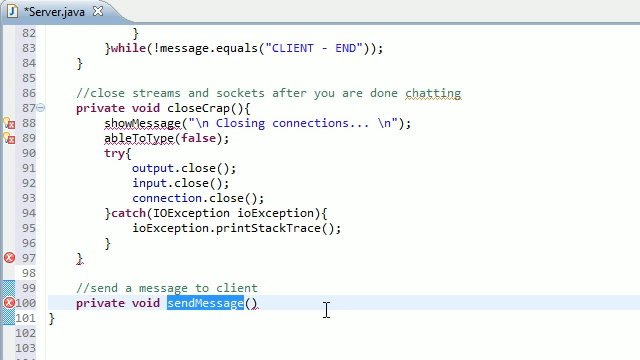 *Server.java
82 }
83 }while(!message.equals("CLIENT - END"));
84 }
85
86 //close streams and sockets after you are done chatting
87 private void closeCrap(){
88 showMessage("\n Closing connections... \n");
89 ableToType(false);
90 try{
91 output.close();
92 input.close();
93 connection.close();
94 }catch(IOException ioException){
95 ioException.printStackTrace();
96 }
97 }
98
99 //send a message to client
100 private void sendMessage()
101 }
102
103